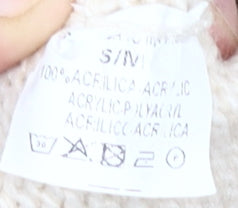 S/M
100% ACRILICA-ACRYLIC
ACRYLIC-POLYACRYL
ACRILICO-ACRILICA